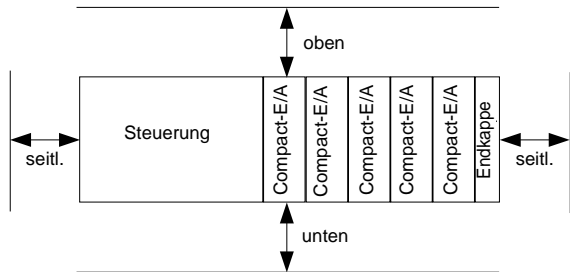 oben
Steuerung
Compact-E/A
Compact-E/A
Compact-E/A
Compact-E/A
Compact-E/A
Endkappe
seitl.
seitl.
unten